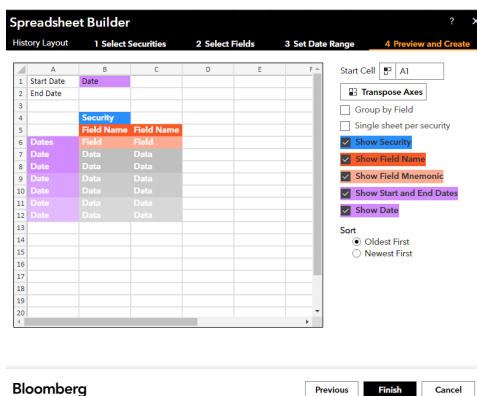 Spreadsheet Builder ? ×
History Layout 1 Select Securities 2 Select Fields 3 Set Date Range 4 Preview and Create
A B C D E F
1 Start Date Date
2 End Date
3
4 Security
5 Field Name Field Name
6 Dates Field Field
7 Date Data Data
8 Date Data Data
9 Date Data Data
10 Date Data Data
11 Date Data Data
12 Date Data Data
13
14
15
16
17
18
19
20
Start Cell A1
Transpose Axes
Group by Field
Single sheet per security
Show Security
Show Field Name
Show Field Mnemonic
Show Start and End Dates
Show Date
Sort
Oldest First
Newest First
Bloomberg Previous Finish Cancel